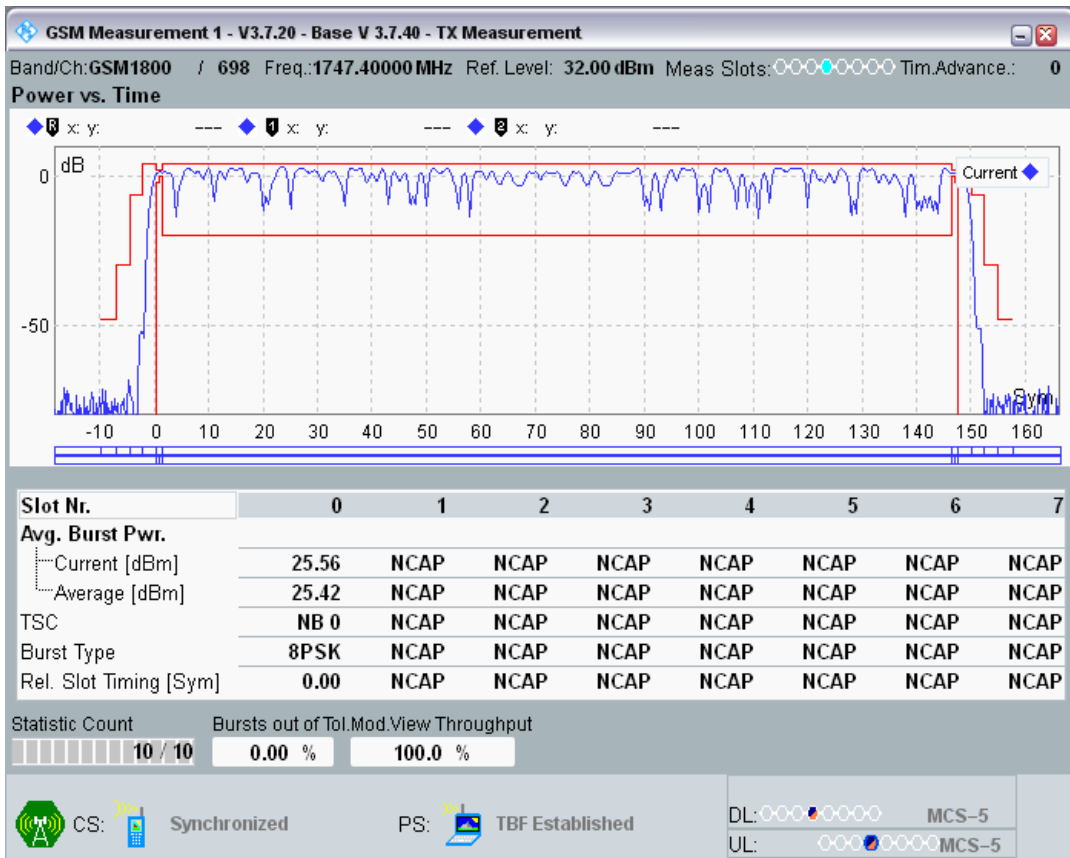 GSM Measurement 1 - V3.7.20 - Base V 3.7.40 - TX Measurement
Band/Ch:GSM1800 / 698 Freq.:1747.40000 MHz Ref. Level: 32.00 dBm Meas Slots: Tim.Advance.: 0
Power vs. Time
R x: y: --- 1 x: y: --- 2 x: y: ---
dB
Current
0
-50
Sym
-10 0 10 20 30 40 50 60 70 80 90 100 110 120 130 140 150 160
Slot Nr. 0 1 2 3 4 5 6 7
Avg. Burst Pwr.
Current [dBm] 25.56 NCAP NCAP NCAP NCAP NCAP NCAP NCAP
Average [dBm] 25.42 NCAP NCAP NCAP NCAP NCAP NCAP NCAP
TSC NB 0 NCAP NCAP NCAP NCAP NCAP NCAP NCAP
Burst Type 8PSK NCAP NCAP NCAP NCAP NCAP NCAP NCAP
Rel. Slot Timing [Sym] 0.00 NCAP NCAP NCAP NCAP NCAP NCAP NCAP
Statistic Count Bursts out of Tol.Mod.View Throughput
10 / 10 0.00 % 100.0 %
CS: Synchronized PS: TBF Established
DL: MCS-5
UL: MCS-5